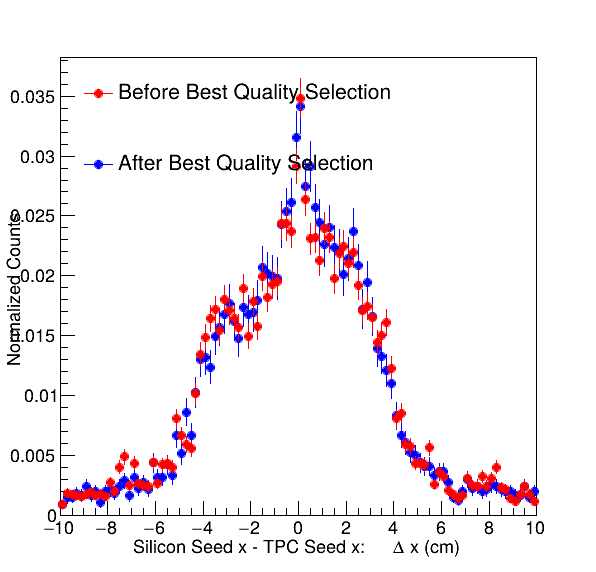 Before Best Quality Selection
After Best Quality Selection
Normalized Counts
0.035
0.03
0.025
0.02
0.015
0.01
0.005
0
−10 −8 −6 −4 −2 0 2 4 6 8 10
Silicon Seed x - TPC Seed x: Δ x (cm)